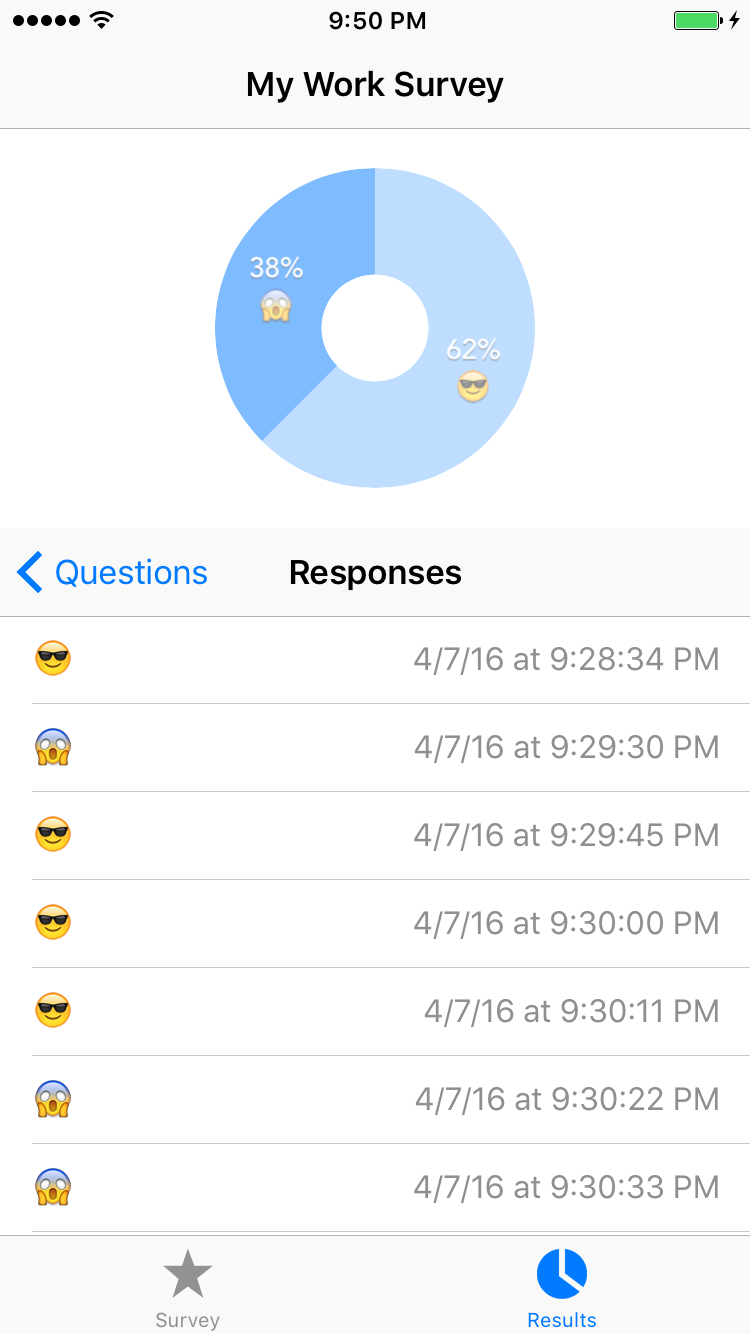 9:50 PM
My Work Survey
38%
😱
62%
😎
Questions
Responses
😎 4/7/16 at 9:28:34 PM
😱 4/7/16 at 9:29:30 PM
😎 4/7/16 at 9:29:45 PM
😎 4/7/16 at 9:30:00 PM
😎 4/7/16 at 9:30:11 PM
😱 4/7/16 at 9:30:22 PM
😱 4/7/16 at 9:30:33 PM
Survey
Results